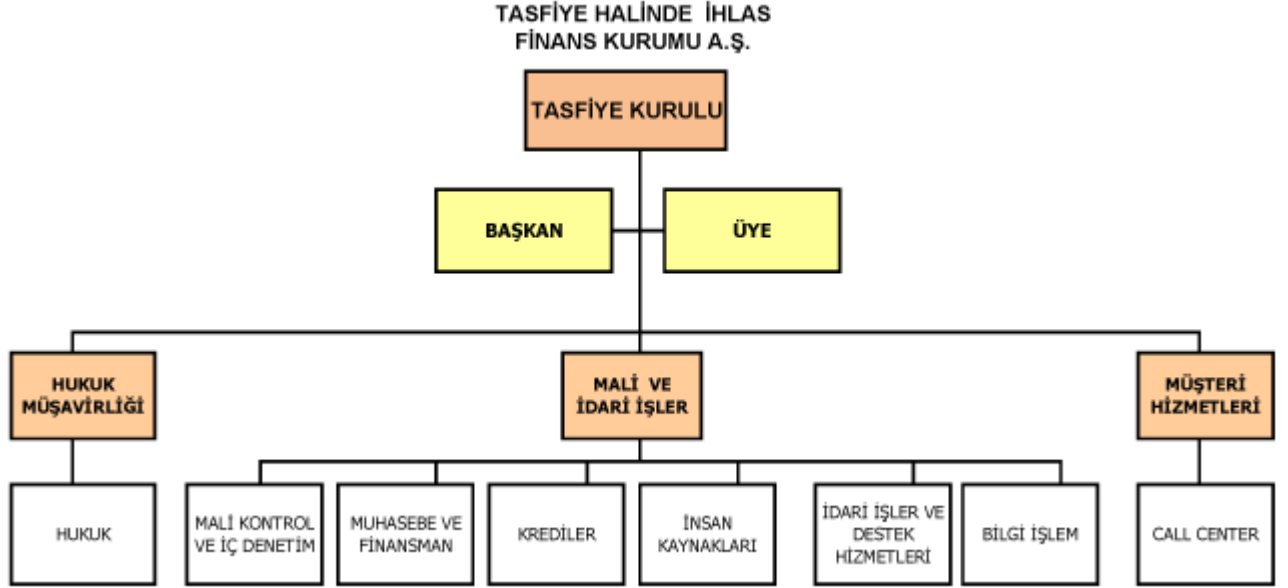 TASFİYE HALİNDE İHLAS
FİNANS KURUMU A.Ş.
TASFİYE KURULU
BAŞKAN
ÜYE
HUKUK
MÜŞAVİRLİĞİ
MALİ VE
İDARİ İŞLER
MÜŞTERİ
HİZMETLERİ
HUKUK
MALİ KONTROL
VE İÇ DENETİM
MUHASEBE VE
FİNANSMAN
KREDİLER
İNSAN
KAYNAKLARI
İDARİ İŞLER VE
DESTEK
HİZMETLERİ
BİLGİ İŞLEM
CALL CENTER